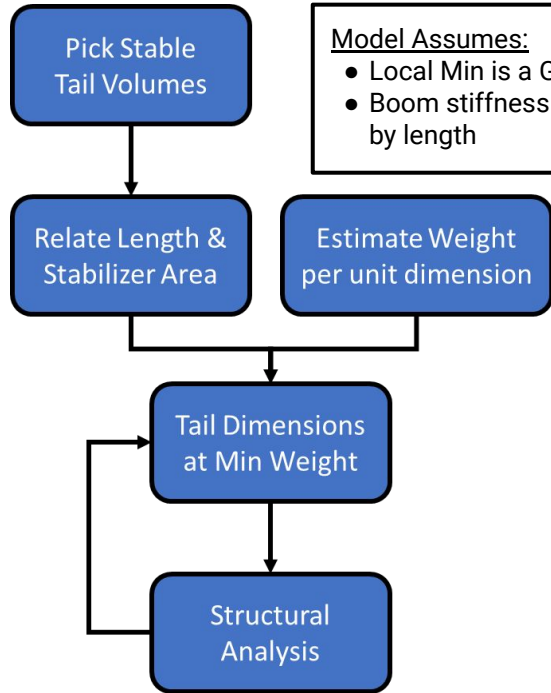 Pick Stable
Tail Volumes
Model Assumes:
● Local Min is a
● Boom stiffness
by length
Relate Length &
Stabilizer Area
Estimate Weight
per unit dimension
Tail Dimensions
at Min Weight
Structural
Analysis